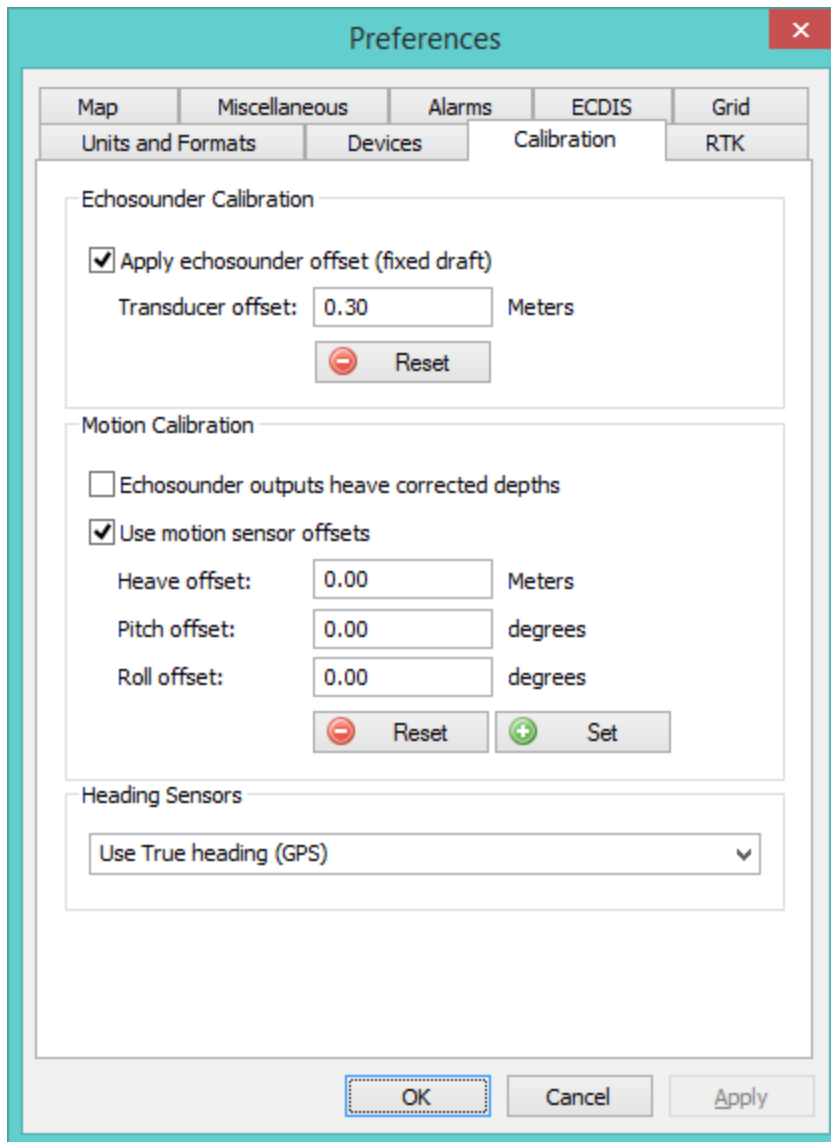 Preferences
Map Miscellaneous Alarms ECDIS Grid
Units and Formats Devices Calibration RTK
Echosounder Calibration
Apply echosounder offset (fixed draft)
Transducer offset: 0.30 Meters
Reset
Motion Calibration
Echosounder outputs heave corrected depths
Use motion sensor offsets
Heave offset: 0.00 Meters
Pitch offset: 0.00 degrees
Roll offset: 0.00 degrees
Reset Set
Heading Sensors
Use True heading (GPS)
OK Cancel Apply